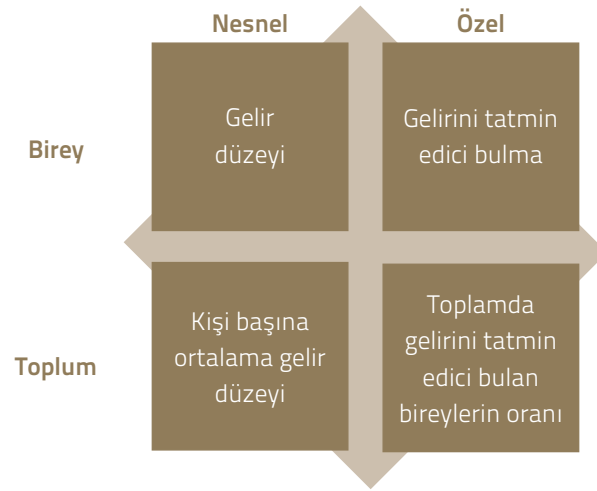 Nesnel
Özel
Birey
Gelir
düzeyi
Gelirini tatmin
edici bulma
Toplum
Kişi başına
ortalama gelir
düzeyi
Toplamda
gelirini tatmin
edici bulan
bireylerin oranı